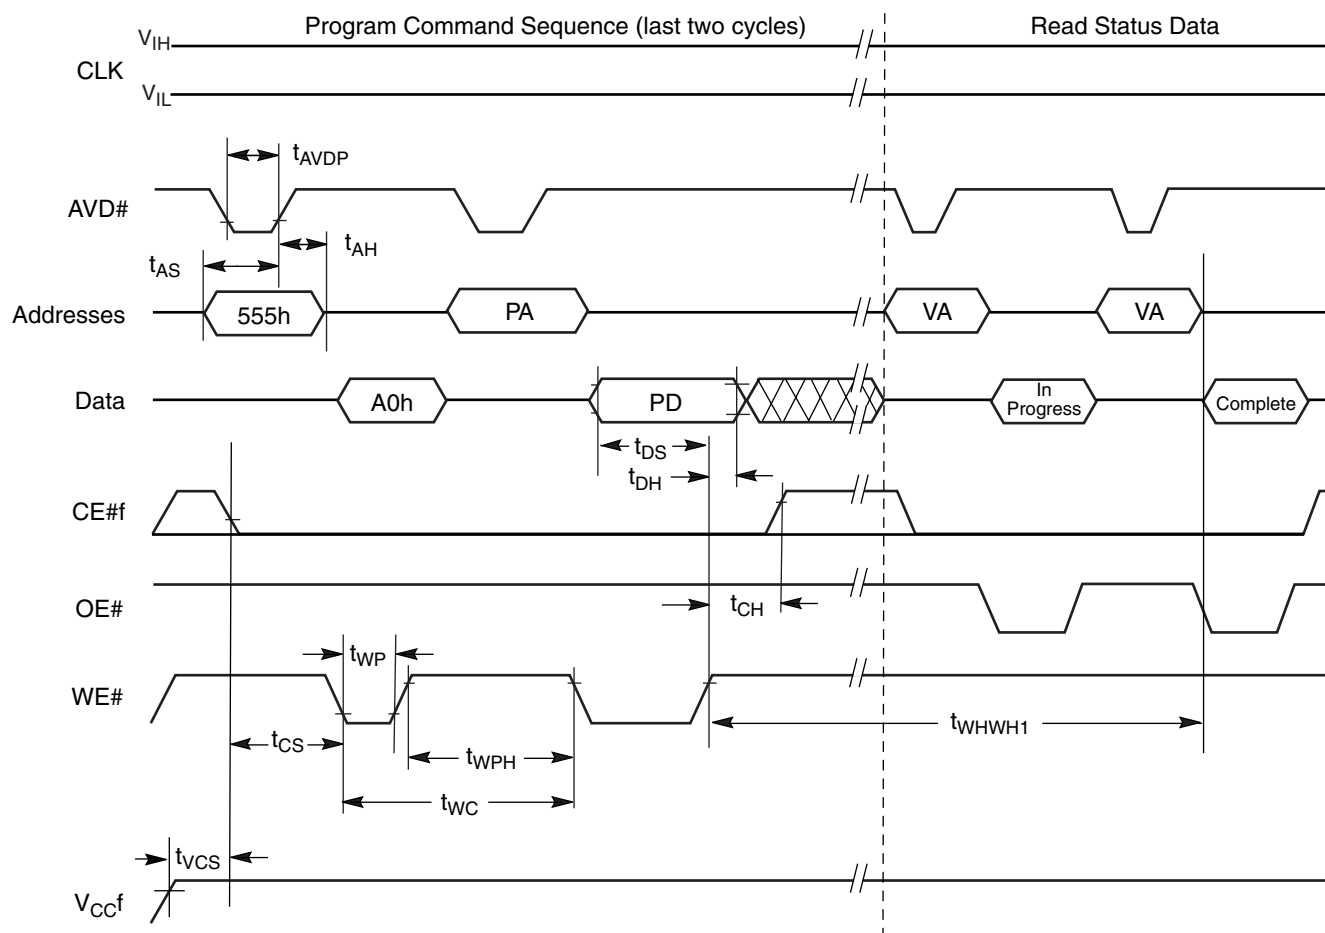 Program Command Sequence (last two cycles)
Read Status Data
VIH
CLK
VIL
tAVDP
AVD#
tAH
tAS
Addresses
555h
PA
VA
VA
Data
A0h
PD
In
Progress
Complete
tDS
tDH
CE#f
OE#
tCH
tWP
WE#
tWHWH1
tCS
tWPH
tWC
tVCS
VCCf